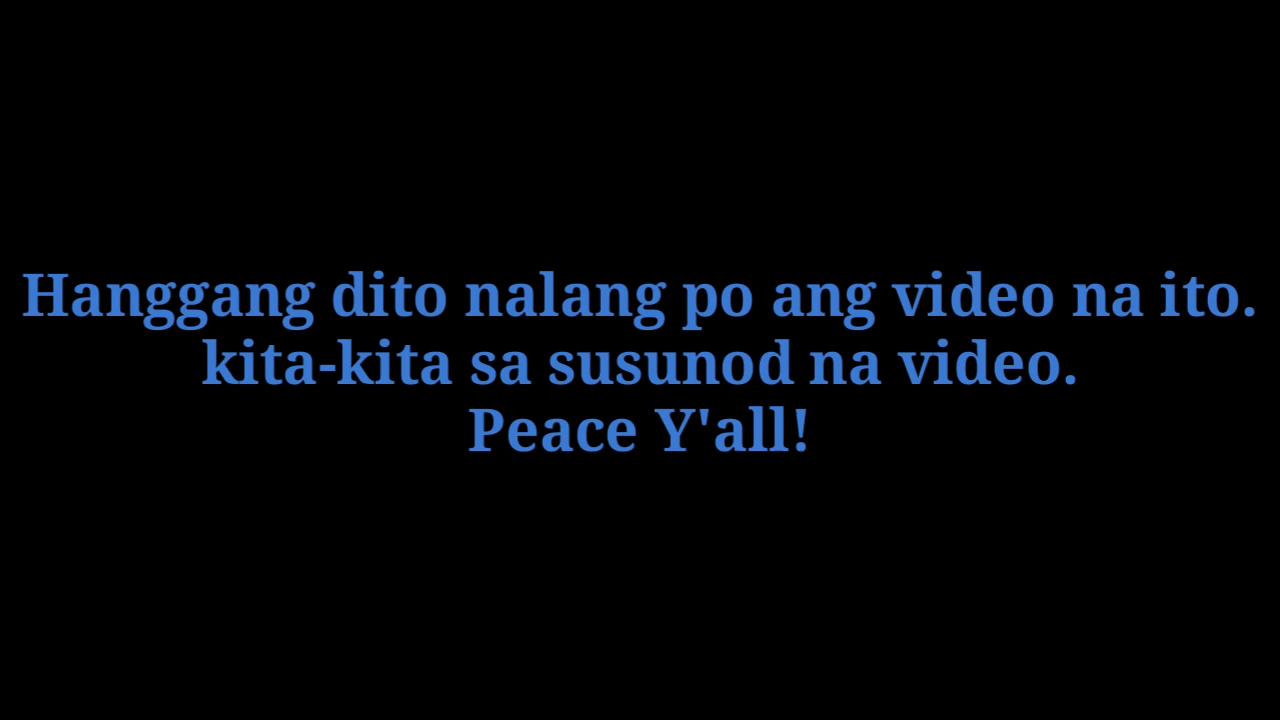 Hanggang dito nalang po ang video na ito.
kita-kita sa susunod na video.
Peace Y'all!